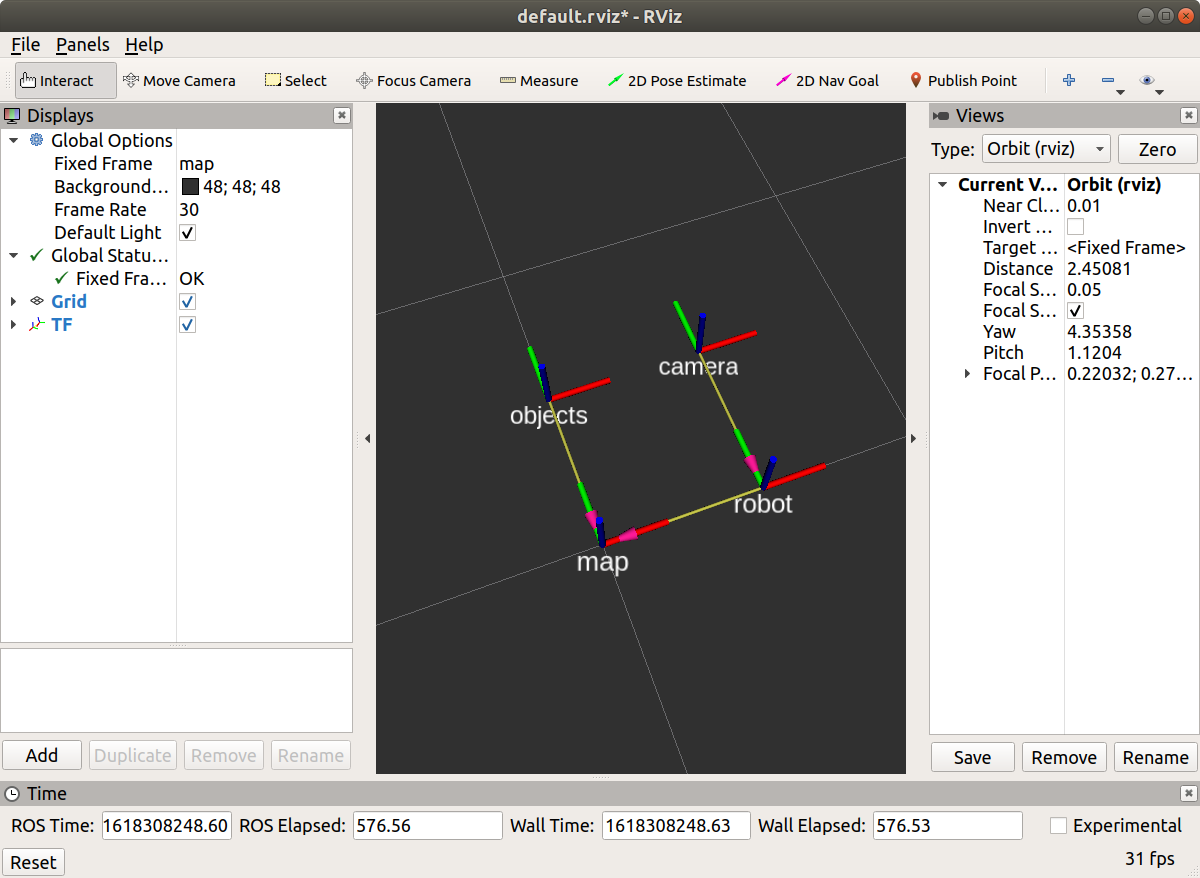 default.rviz* - RViz
File Panels Help
Interact Move Camera Select Focus Camera Measure 2D Pose Estimate 2D Nav Goal Publish Point
Displays
Global Options
Fixed Frame map
Background... 48; 48; 48
Frame Rate 30
Default Light
Global Statu...
Fixed Fra... OK
Grid
TF
Add Duplicate Remove Rename
camera
objects
robot
map
Views
Type: Orbit (rviz) Zero
Current V... Orbit (rviz)
Near Cl... 0.01
Invert ...
Target ... <Fixed Frame>
Distance 2.45081
Focal S... 0.05
Focal S...
Yaw 4.35358
Pitch 1.1204
Focal P... 0.22032; 0.27...
Save Remove Rename
Time
ROS Time: 1618308248.60 ROS Elapsed: 576.56 Wall Time: 1618308248.63 Wall Elapsed: 576.53 Experimental
Reset 31 fps